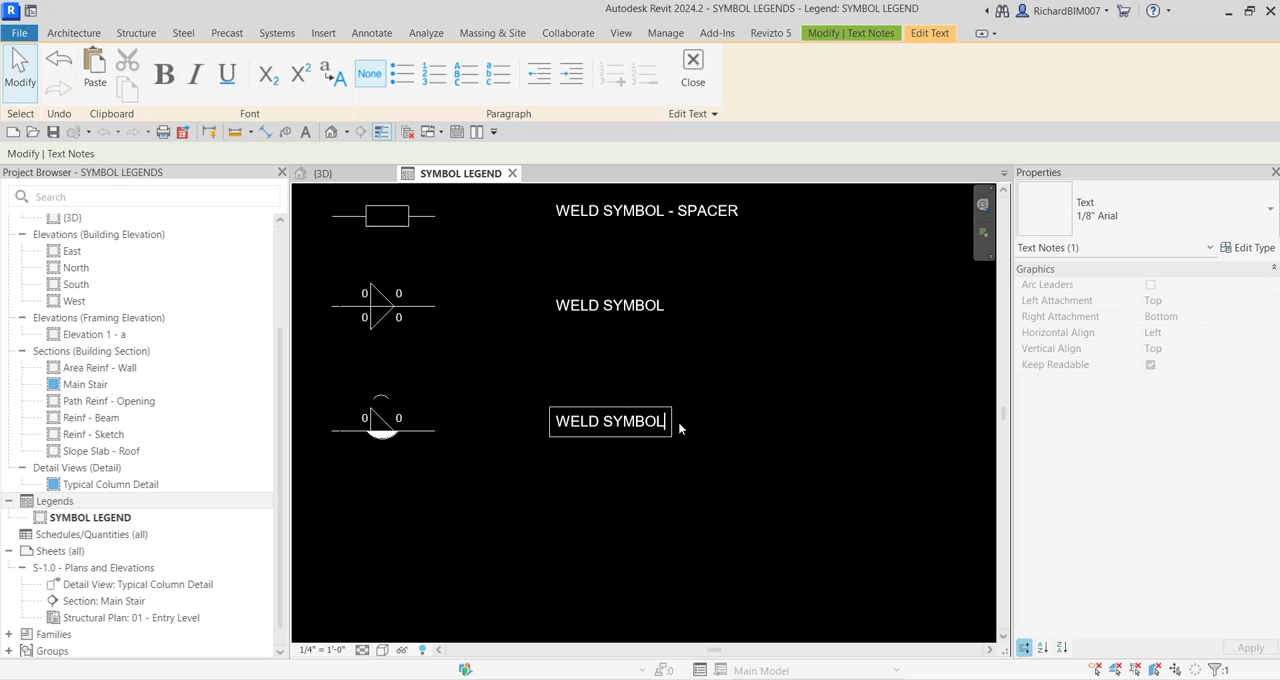 R
Autodesk Revit 2024.2 - SYMBOL LEGENDS - Legend: SYMBOL LEGEND
RichardBIM007
File Architecture Structure Steel Precast Systems Insert Annotate Analyze Massing & Site Collaborate View Manage Add-Ins Revizto 5 Modify | Text Notes Edit Text
Modify
Paste
B I U X2 X2 aA
None
Close
Select Undo Clipboard Font Paragraph Edit Text
Modify | Text Notes
Project Browser - SYMBOL LEGENDS
Search
{3D}
Elevations (Building Elevation)
East
North
South
West
Elevations (Framing Elevation)
Elevation 1 - a
Sections (Building Section)
Area Reinf - Wall
Main Stair
Path Reinf - Opening
Reinf - Beam
Reinf - Sketch
Slope Slab - Roof
Detail Views (Detail)
Typical Column Detail
Legends
SYMBOL LEGEND
Schedules/Quantities (all)
Sheets (all)
S-1.0 - Plans and Elevations
Detail View: Typical Column Detail
Section: Main Stair
Structural Plan: 01 - Entry Level
Families
Groups
{3D} SYMBOL LEGEND
WELD SYMBOL - SPACER
0 0
WELD SYMBOL
0 0
0 0
WELD SYMBOL
1/4" = 1'-0"
Properties
Text
1/8" Arial
Text Notes (1) Edit Type
Graphics
Arc Leaders
Left Attachment Top
Right Attachment Bottom
Horizontal Align Left
Vertical Align Top
Keep Readable
Apply
:0
Main Model
:1